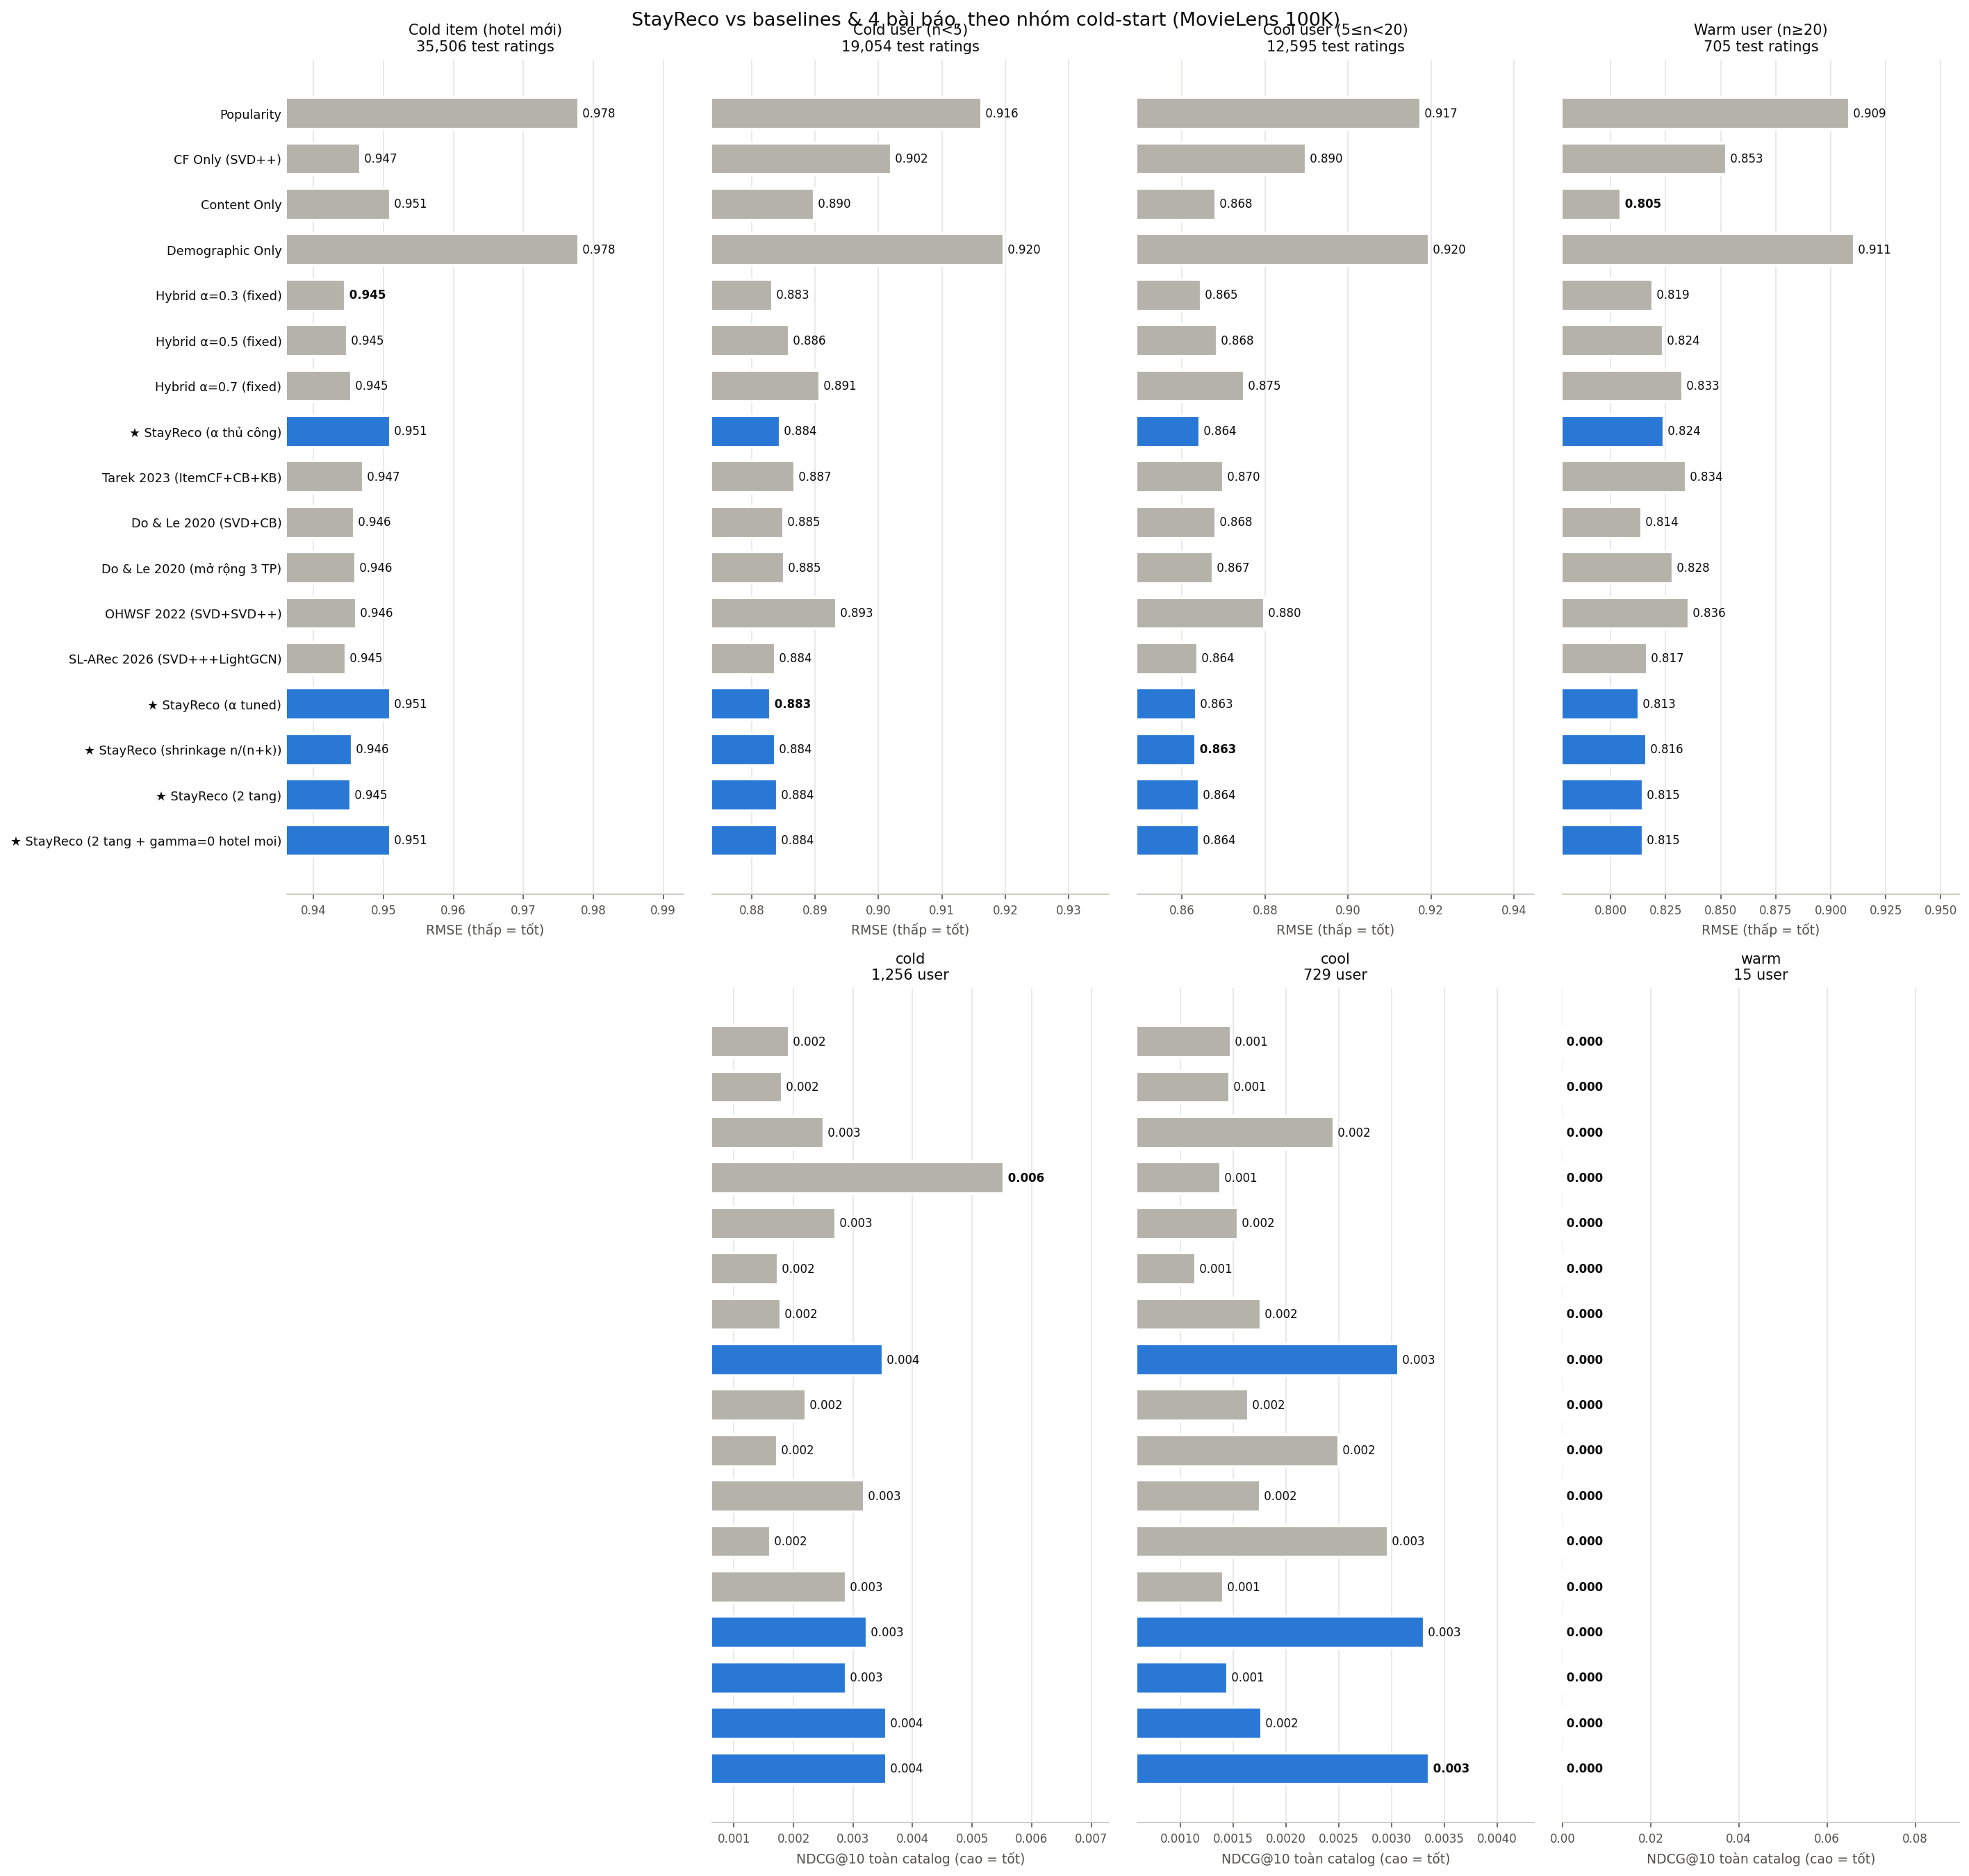 StayReco vs baselines & 4 bài báo, theo nhóm cold-start (MovieLens 100K)
Cold item (hotel mới)
35,506 test ratings
Cold user (n<5)
19,054 test ratings
Cool user (5≤n<20)
12,595 test ratings
Warm user (n≥20)
705 test ratings
Popularity 0.978 0.916 0.917 0.909
CF Only (SVD++) 0.947 0.902 0.890 0.853
Content Only 0.951 0.890 0.868 0.805
Demographic Only 0.978 0.920 0.920 0.911
Hybrid α=0.3 (fixed) 0.945 0.883 0.865 0.819
Hybrid α=0.5 (fixed) 0.945 0.886 0.868 0.824
Hybrid α=0.7 (fixed) 0.945 0.891 0.875 0.833
★ StayReco (α thủ công) 0.951 0.884 0.864 0.824
Tarek 2023 (ItemCF+CB+KB) 0.947 0.887 0.870 0.834
Do & Le 2020 (SVD+CB) 0.946 0.885 0.868 0.814
Do & Le 2020 (mở rộng 3 TP) 0.946 0.885 0.867 0.828
OHWSF 2022 (SVD+SVD++) 0.946 0.893 0.880 0.836
SL-ARec 2026 (SVD+++LightGCN) 0.945 0.884 0.864 0.817
★ StayReco (α tuned) 0.951 0.883 0.863 0.813
★ StayReco (shrinkage n/(n+k)) 0.946 0.884 0.863 0.816
★ StayReco (2 tang) 0.945 0.884 0.864 0.815
★ StayReco (2 tang + gamma=0 hotel moi) 0.951 0.884 0.864 0.815
0.94 0.95 0.96 0.97 0.98 0.99
RMSE (thấp = tốt)
0.88 0.89 0.90 0.91 0.92 0.93
RMSE (thấp = tốt)
0.86 0.88 0.90 0.92 0.94
RMSE (thấp = tốt)
0.800 0.825 0.850 0.875 0.900 0.925 0.950
RMSE (thấp = tốt)
cold
1,256 user
cool
729 user
warm
15 user
0.002 0.001 0.000
0.002 0.001 0.000
0.003 0.002 0.000
0.006 0.001 0.000
0.003 0.002 0.000
0.002 0.001 0.000
0.002 0.002 0.000
0.004 0.003 0.000
0.002 0.002 0.000
0.002 0.002 0.000
0.003 0.002 0.000
0.002 0.003 0.000
0.003 0.001 0.000
0.003 0.003 0.000
0.003 0.001 0.000
0.004 0.002 0.000
0.004 0.003 0.000
0.001 0.002 0.003 0.004 0.005 0.006 0.007
NDCG@10 toàn catalog (cao = tốt)
0.0010 0.0015 0.0020 0.0025 0.0030 0.0035 0.0040
NDCG@10 toàn catalog (cao = tốt)
0.00 0.02 0.04 0.06 0.08
NDCG@10 toàn catalog (cao = tốt)